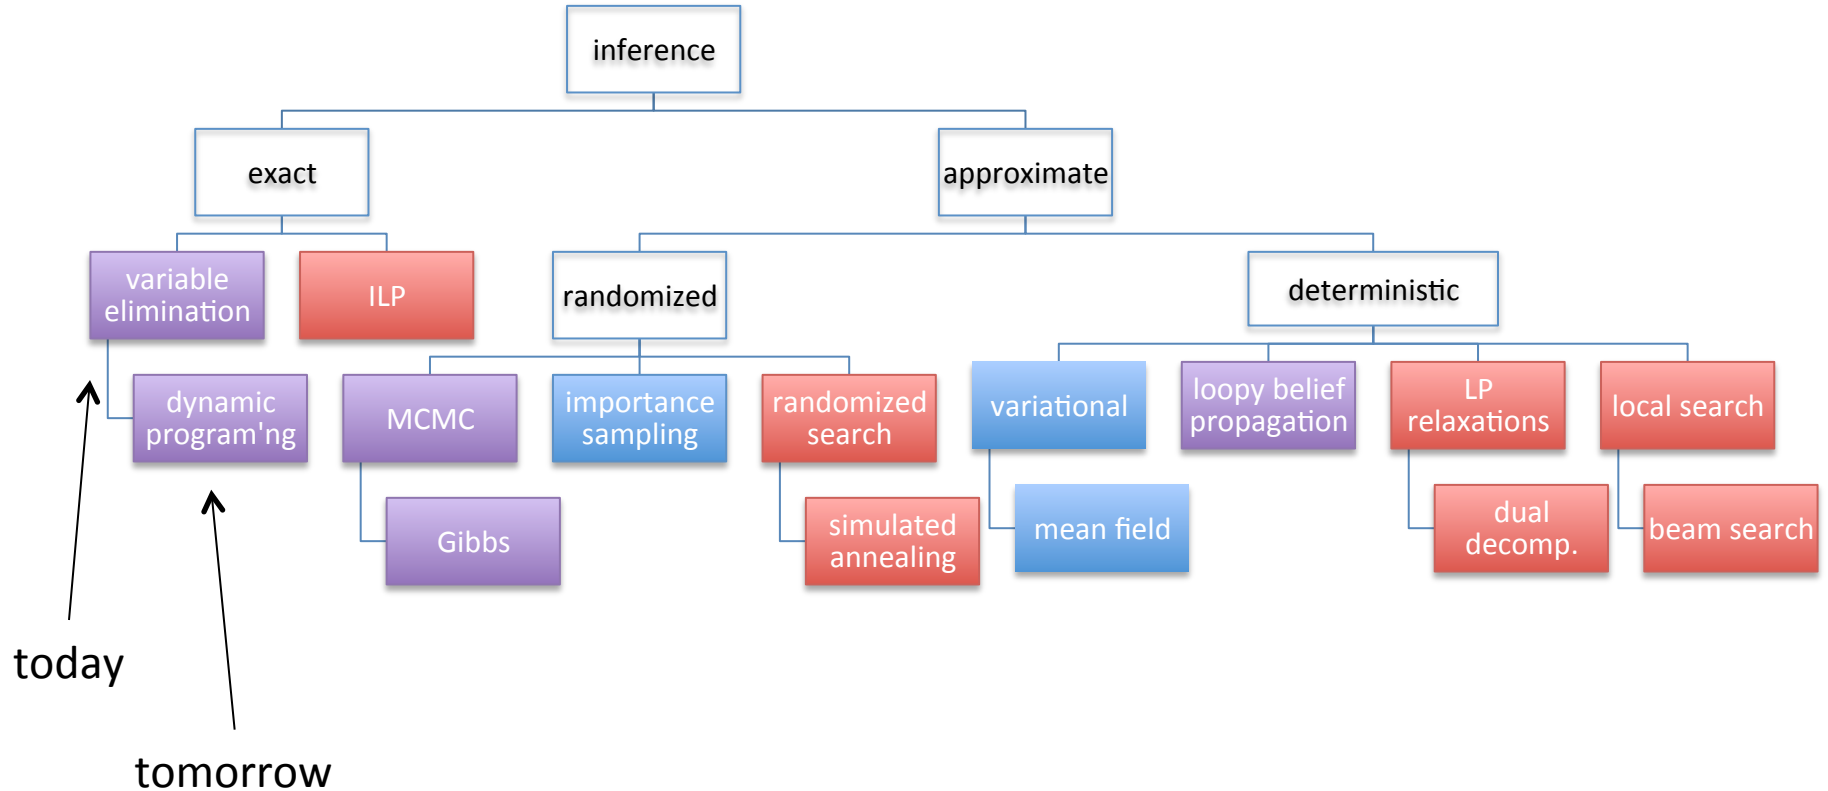 inference
exact
approximate
variable
elimination
ILP
randomized
deterministic
dynamic
program'ng
MCMC
importance
sampling
randomized
search
variational
loopy belief
propagation
LP
relaxations
local search
Gibbs
simulated
annealing
mean field
dual
decomp.
beam search
today
tomorrow